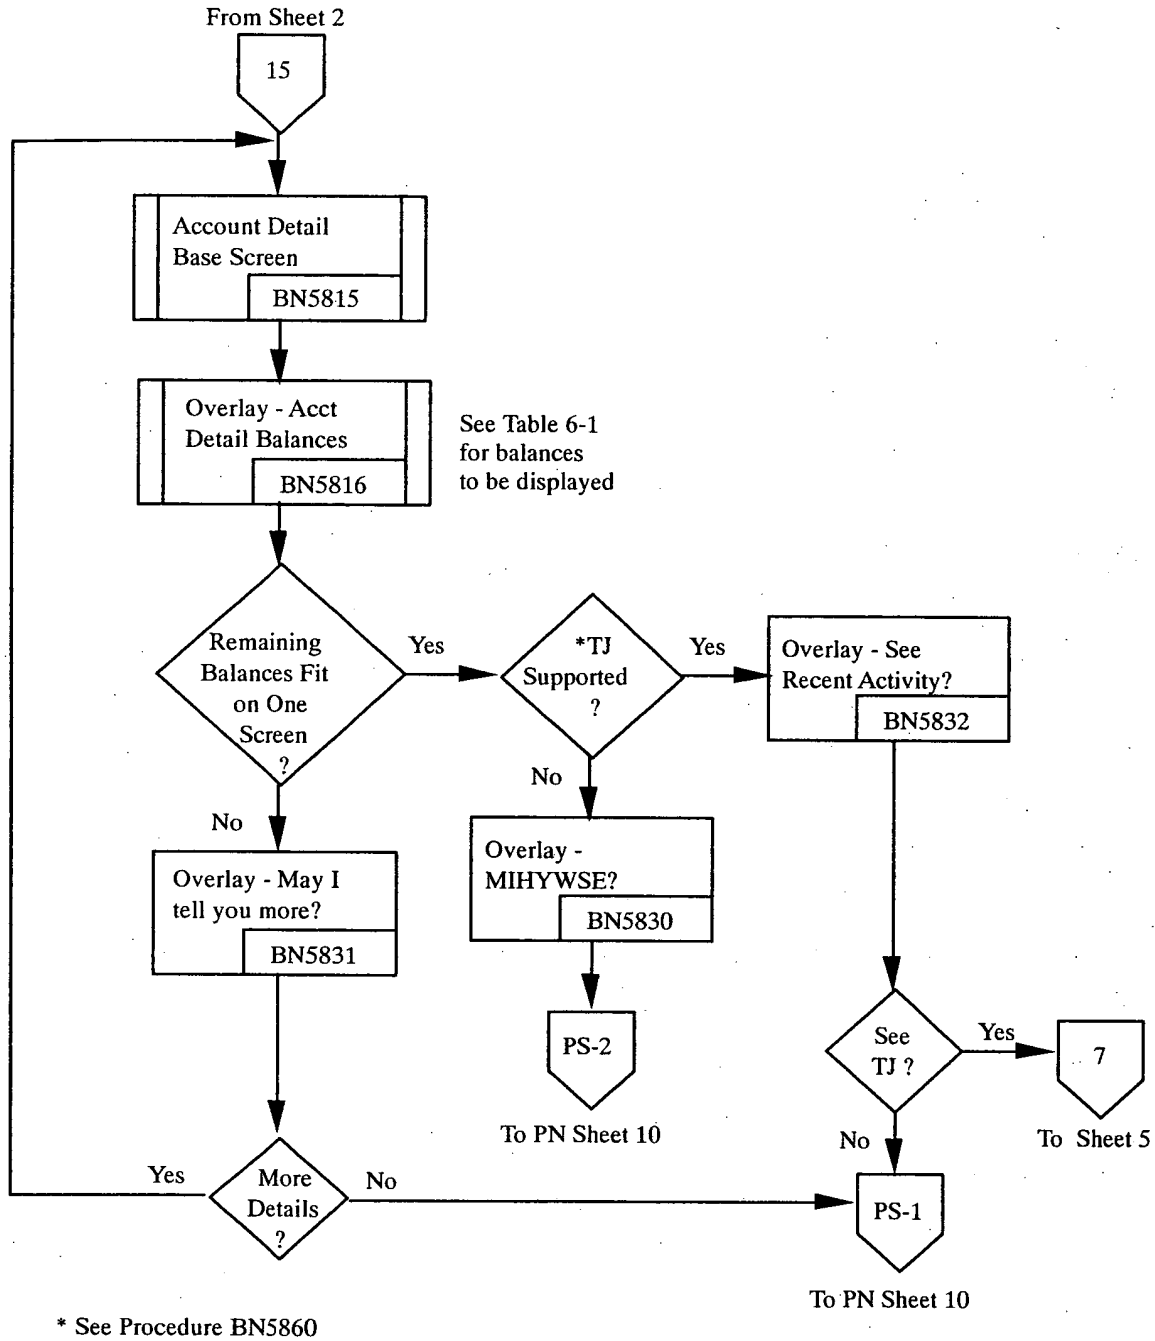 From Sheet 2
15
Account Detail
Base Screen
BN5815
Overlay - Acct
Detail Balances
BN5816
See Table 6-1
for balances
to be displayed
Remaining
Balances Fit
on One
Screen
?
Yes
*TJ
Supported
?
Yes
Overlay - See
Recent Activity?
BN5832
No
No
Overlay - May I
tell you more?
BN5831
Overlay -
MIHYWSE?
BN5830
PS-2
To PN Sheet 10
See
TJ ?
Yes
7
To Sheet 5
No
More
Details
?
Yes
No
PS-1
To PN Sheet 10
* See Procedure BN5860